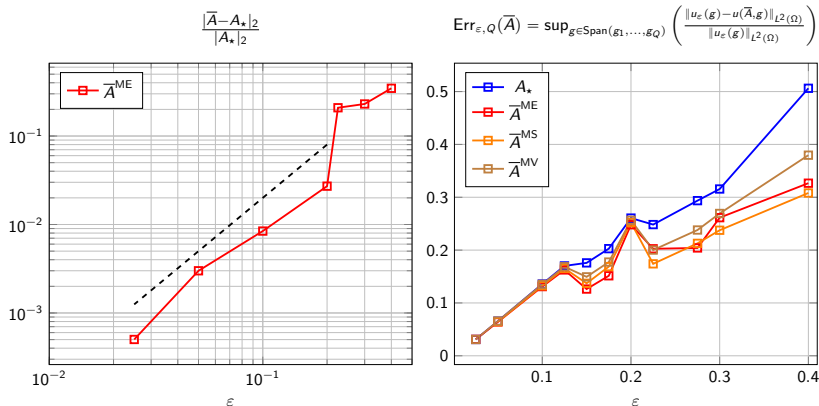 |A̅−A⋆|₂ / |A⋆|₂
A̅ᴹᴱ
10⁻¹
10⁻²
10⁻³
10⁻² 10⁻¹
ε
Err_{ε,Q}(A̅) = sup_{g∈Span(g₁,…,g_Q)} ( ‖u_ε(g)−u(A̅,g)‖_{L²(Ω)} / ‖u_ε(g)‖_{L²(Ω)} )
A⋆
A̅ᴹᴱ
A̅ᴹˢ
A̅ᴹⱽ
0.5
0.4
0.3
0.2
0.1
0
0.1 0.2 0.3 0.4
ε